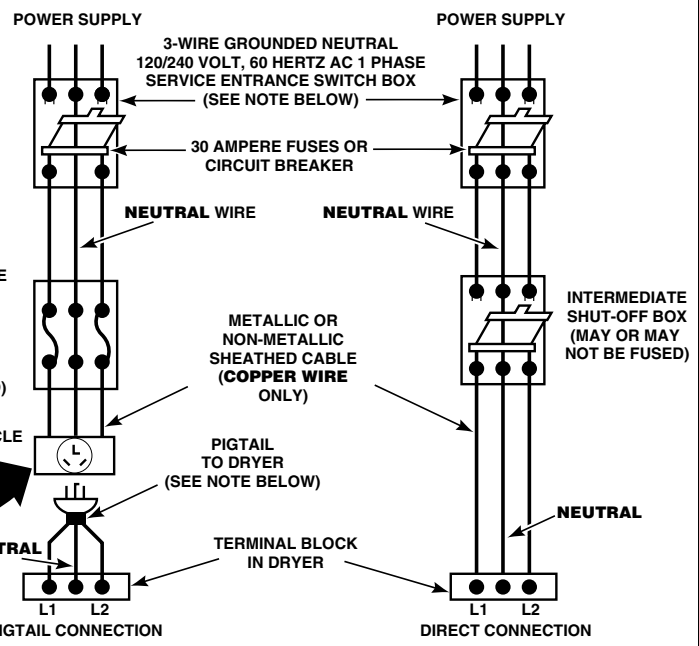 POWER SUPPLY
POWER SUPPLY
3-WIRE GROUNDED NEUTRAL
120/240 VOLT, 60 HERTZ AC 1 PHASE
SERVICE ENTRANCE SWITCH BOX
(SEE NOTE BELOW)
30 AMPERE FUSES OR
CIRCUIT BREAKER
NEUTRAL WIRE
NEUTRAL WIRE
E
INTERMEDIATE
SHUT-OFF BOX
(MAY OR MAY
NOT BE FUSED)
METALLIC OR
NON-METALLIC
SHEATHED CABLE
(COPPER WIRE
ONLY)
)
CLE
L
PIGTAIL
TO DRYER
(SEE NOTE BELOW)
NEUTRAL
TRAL
TERMINAL BLOCK
IN DRYER
L1 L2
L1 L2
IGTAIL CONNECTION
DIRECT CONNECTION